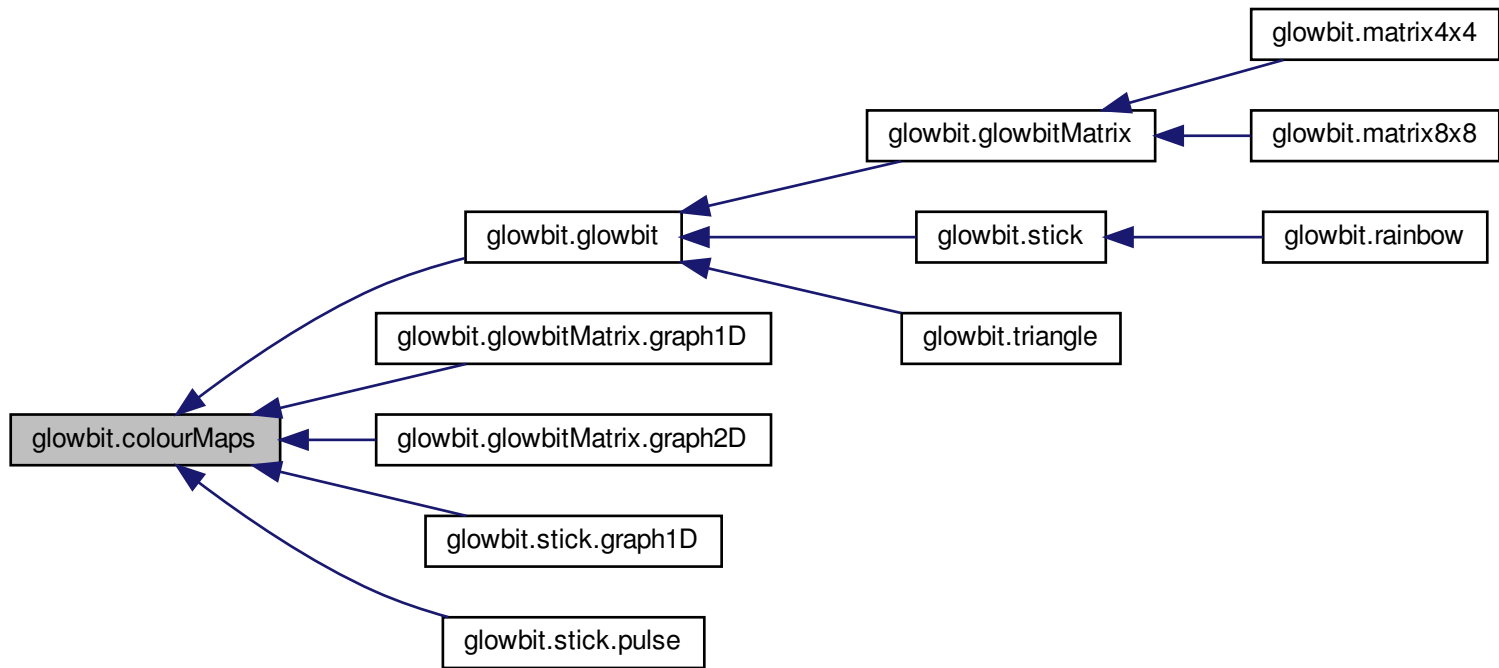 glowbit.matrix4x4
glowbit.glowbitMatrix
glowbit.matrix8x8
glowbit.glowbit
glowbit.stick
glowbit.rainbow
glowbit.glowbitMatrix.graph1D
glowbit.triangle
glowbit.colourMaps
glowbit.glowbitMatrix.graph2D
glowbit.stick.graph1D
glowbit.stick.pulse